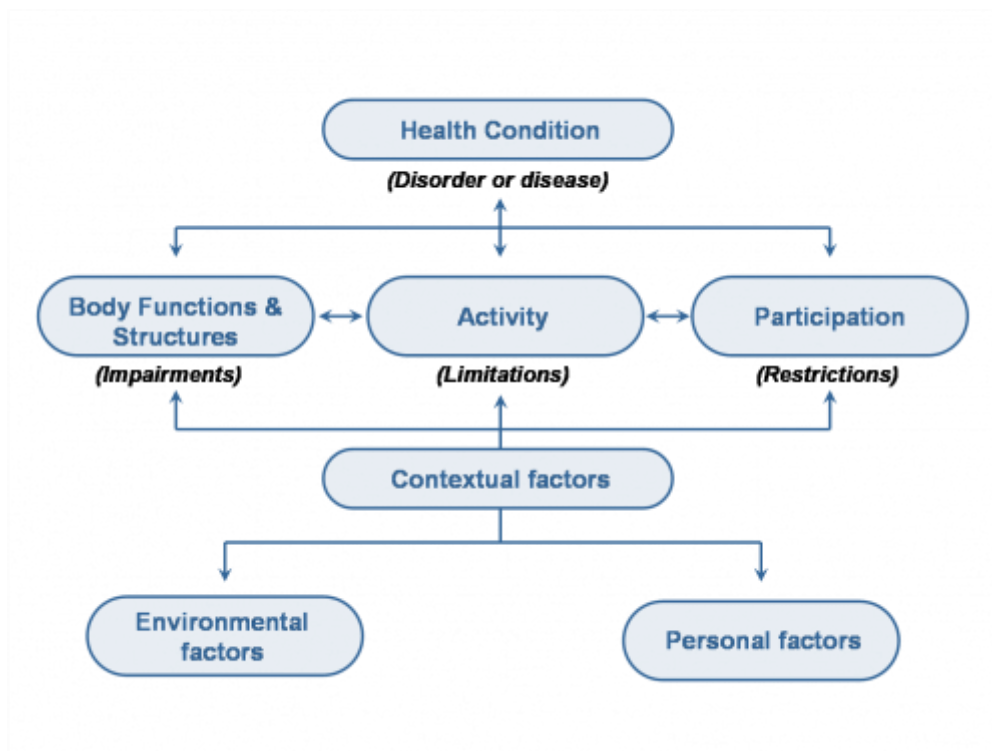 Health Condition
(Disorder or disease)
Body Functions &
Structures
Activity
Participation
(Impairments)
(Limitations)
(Restrictions)
Contextual factors
Environmental
factors
Personal factors